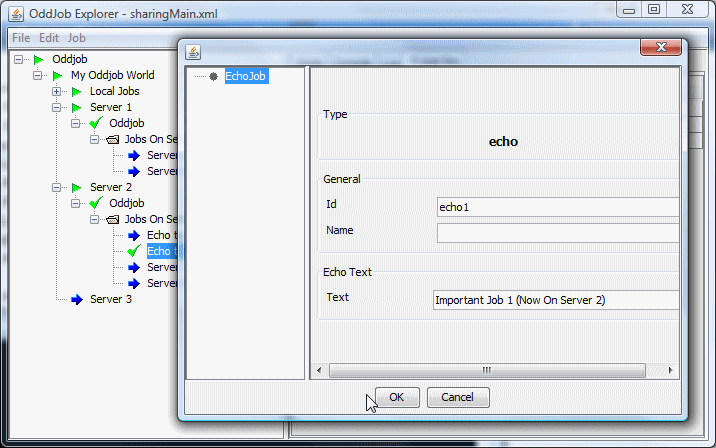 OddJob Explorer - sharingMain.xml
File Edit Job
Oddjob
My Oddjob World
Local Jobs
Server 1
Oddjob
Jobs On Se
Server
Server
Server 2
Oddjob
Jobs On Se
Echo t
Echo t
Server
Server
Server 3
EchoJob
Type
echo
General
Id
echo1
Name
Echo Text
Text
Important Job 1 (Now On Server 2)
OK
Cancel